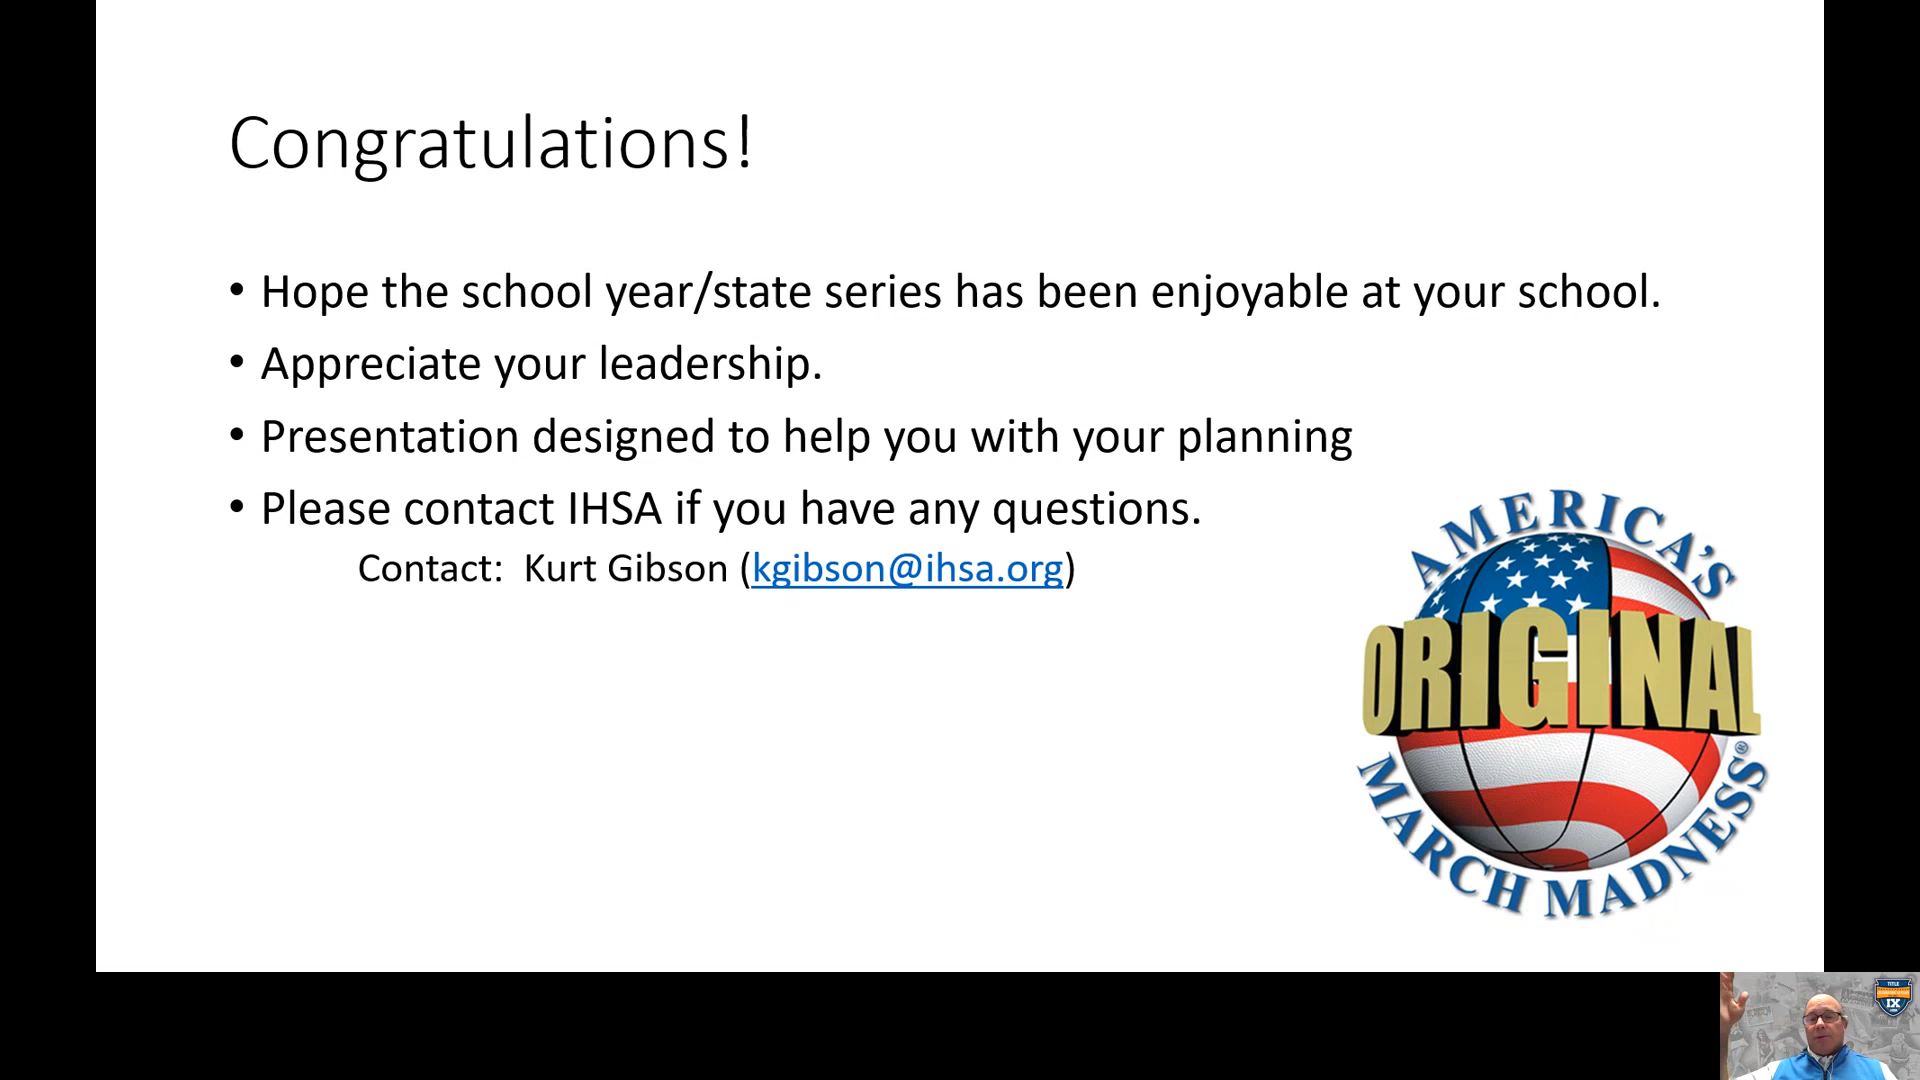 Congratulations!
• Hope the school year/state series has been enjoyable at your school.
• Appreciate your leadership.
• Presentation designed to help you with your planning
• Please contact IHSA if you have any questions.
Contact: Kurt Gibson (kgibson@ihsa.org)
AMERICA'S
ORIGINAL
MARCH MADNESS®
TITLE
IX